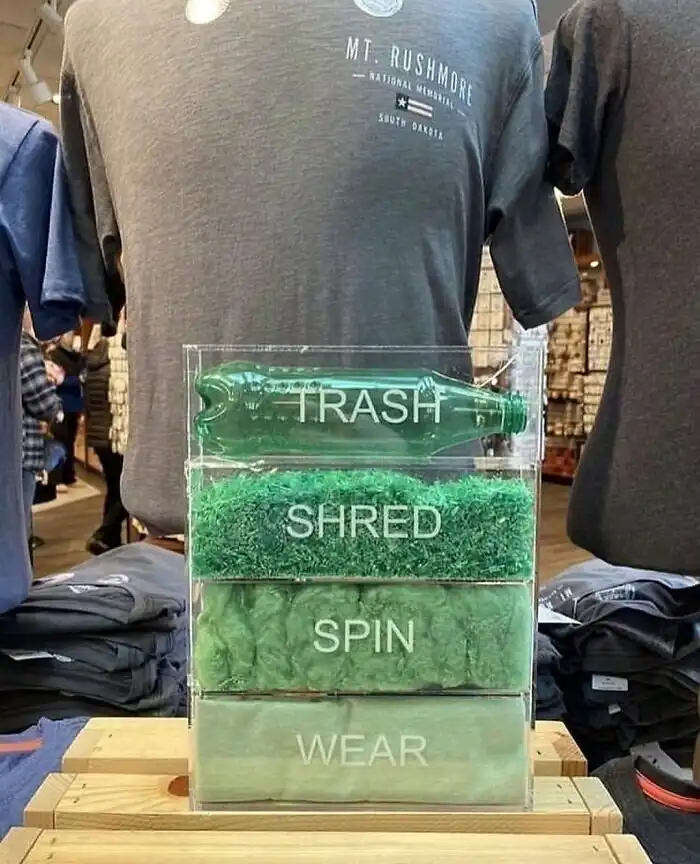 MT. RUSHMORE
NATIONAL MEMORIAL
SOUTH DAKOTA
TRASH
SHRED
SPIN
WEAR